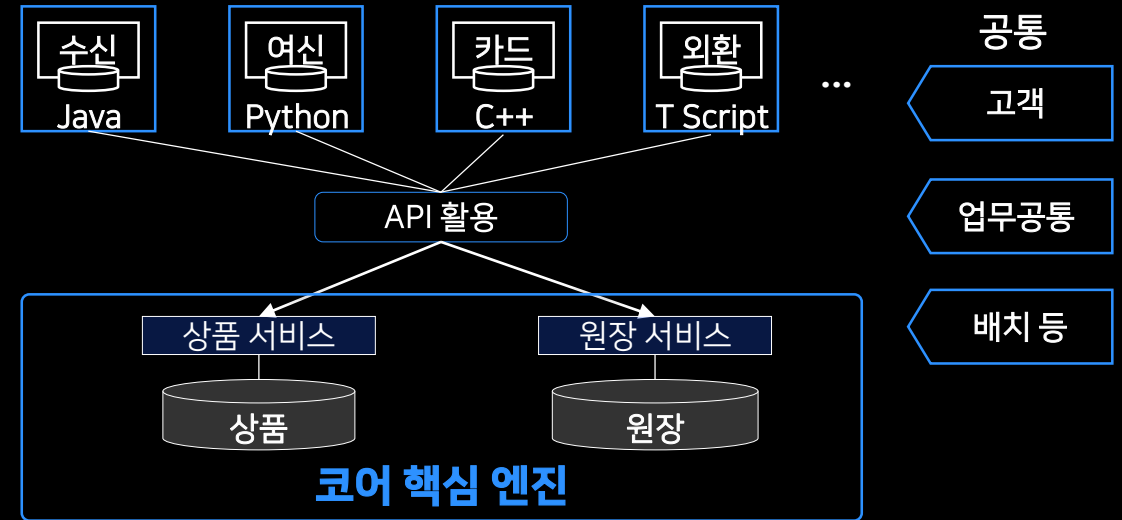 수신
Java
여신
Python
카드
C++
외환
T Script
...
공통
고객
업무공통
배치 등
API 활용
상품 서비스
원장 서비스
상품
원장
코어 핵심 엔진